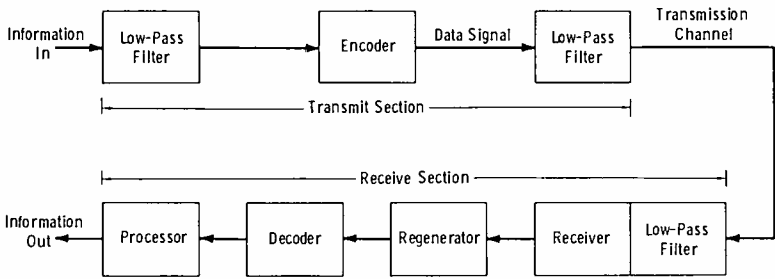 Information
In
Low-Pass
Filter
Encoder
Data Signal
Low-Pass
Filter
Transmission
Channel
Transmit Section
Receive Section
Information
Out
Processor
Decoder
Regenerator
Receiver
Low-Pass
Filter